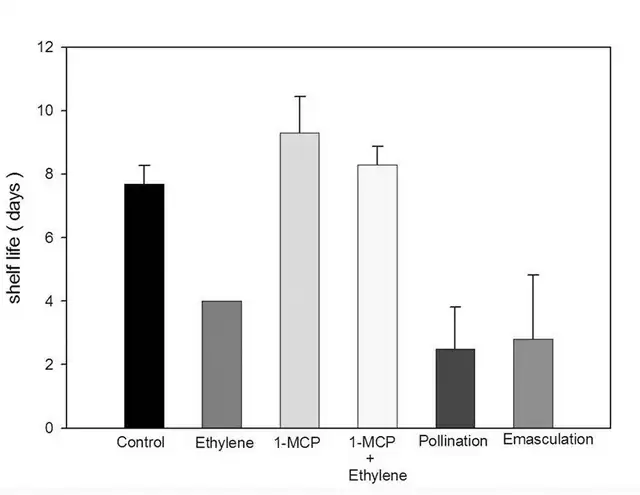 shelf life ( days )
12
10
8
6
4
2
0
Control
Ethylene
1-MCP
1-MCP
+
Ethylene
Pollination
Emasculation